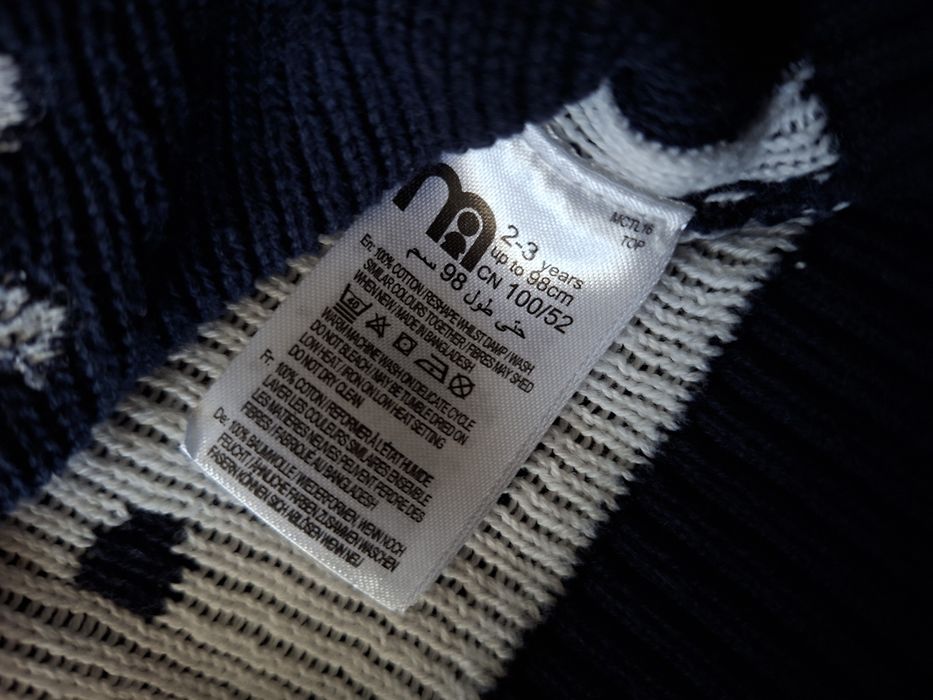 m
2-3 years
up to 98cm
CN 100/52
حتى طول 98 سم
MCTL16
TOP
En: 100% COTTON RESHAPE WHILST DAMP / WASH
SIMILAR COLOURS TOGETHER / FIBRES MAY SHED
WHEN NEW / MADE IN BANGLADESH
40
WARM MACHINE WASH ON DELICATE CYCLE
DO NOT BLEACH / MAY BE TUMBLE DRIED ON
LOW HEAT / IRON ON LOW HEAT SETTING
DO NOT DRY CLEAN
Fr: 100% COTON REFORMER À L'ÉTAT HUMIDE
LAVER LES COULEURS SIMILAIRES ENSEMBLE
LES MATIÈRES NEUVES PEUVENT PERDRE DES
FIBRES / FABRIQUÉ AU BANGLADESH
De: 100% BAUMWOLLE WIEDERFORMEN, WENN NOCH
FEUCHT / ÄHNLICHE FARBEN ZUSAMMEN WASCHEN
FASERN KÖNNEN SICH ABLÖSEN WENN NEU